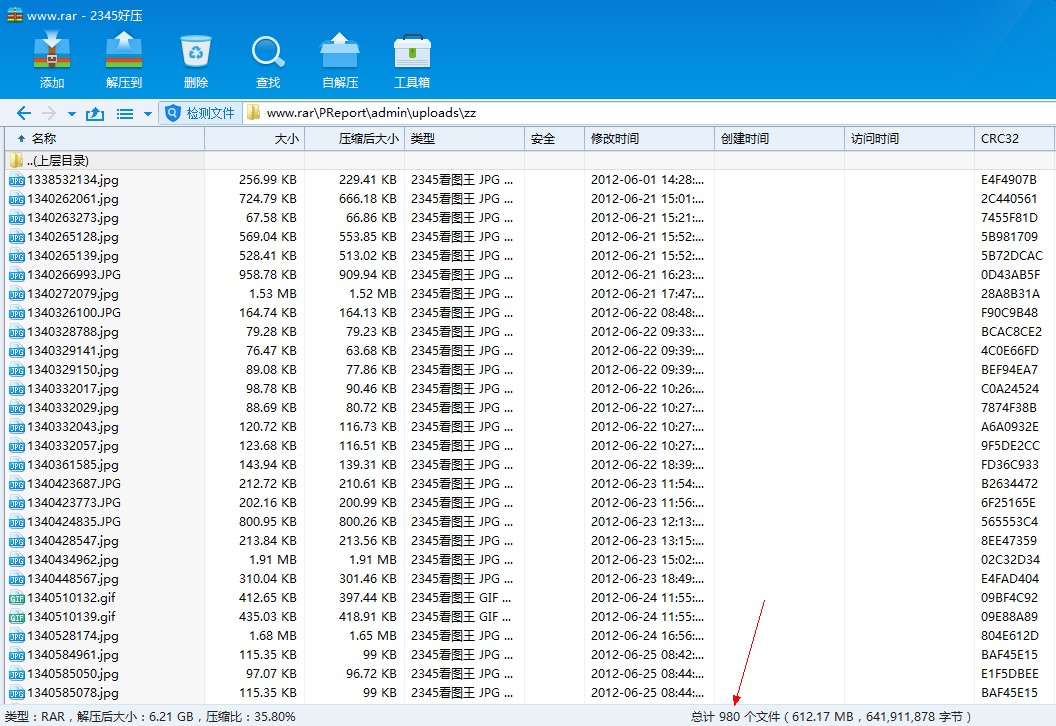 www.rar - 2345好压
添加 解压到 删除 查找 自解压 工具箱
检测文件 www.rar\PReport\admin\uploads\zz
名称 大小 压缩后大小 类型 安全 修改时间 创建时间 访问时间 CRC32
..(上层目录)
JPG 1338532134.jpg 256.99 KB 229.41 KB 2345看图王 JPG ... 2012-06-01 14:28:... E4F4907B
JPG 1340262061.jpg 724.79 KB 666.18 KB 2345看图王 JPG ... 2012-06-21 15:01:... 2C440561
JPG 1340263273.jpg 67.58 KB 66.86 KB 2345看图王 JPG ... 2012-06-21 15:21:... 7455F81D
JPG 1340265128.jpg 569.04 KB 553.85 KB 2345看图王 JPG ... 2012-06-21 15:52:... 5B981709
JPG 1340265139.jpg 528.41 KB 513.02 KB 2345看图王 JPG ... 2012-06-21 15:52:... 5B72DCAC
JPG 1340266993.JPG 958.78 KB 909.94 KB 2345看图王 JPG ... 2012-06-21 16:23:... 0D43AB5F
JPG 1340272079.jpg 1.53 MB 1.52 MB 2345看图王 JPG ... 2012-06-21 17:47:... 28A8B31A
JPG 1340326100.JPG 164.74 KB 164.13 KB 2345看图王 JPG ... 2012-06-22 08:48:... F90C9B48
JPG 1340328788.jpg 79.28 KB 79.23 KB 2345看图王 JPG ... 2012-06-22 09:33:... BCAC8CE2
JPG 1340329141.jpg 76.47 KB 63.68 KB 2345看图王 JPG ... 2012-06-22 09:39:... 4C0E66FD
JPG 1340329150.jpg 89.08 KB 77.86 KB 2345看图王 JPG ... 2012-06-22 09:39:... BEF94EA7
JPG 1340332017.jpg 98.78 KB 90.46 KB 2345看图王 JPG ... 2012-06-22 10:26:... C0A24524
JPG 1340332029.jpg 88.69 KB 80.72 KB 2345看图王 JPG ... 2012-06-22 10:27:... 7874F38B
JPG 1340332043.jpg 120.72 KB 116.73 KB 2345看图王 JPG ... 2012-06-22 10:27:... A6A0932E
JPG 1340332057.jpg 123.68 KB 116.51 KB 2345看图王 JPG ... 2012-06-22 10:27:... 9F5DE2CC
JPG 1340361585.jpg 143.94 KB 139.31 KB 2345看图王 JPG ... 2012-06-22 18:39:... FD36C933
JPG 1340423687.JPG 212.72 KB 210.61 KB 2345看图王 JPG ... 2012-06-23 11:54:... B2634472
JPG 1340423773.JPG 202.16 KB 200.99 KB 2345看图王 JPG ... 2012-06-23 11:56:... 6F25165E
JPG 1340424835.JPG 800.95 KB 800.26 KB 2345看图王 JPG ... 2012-06-23 12:13:... 565553C4
JPG 1340428547.jpg 213.84 KB 213.56 KB 2345看图王 JPG ... 2012-06-23 13:15:... 8EE47359
JPG 1340434962.jpg 1.91 MB 1.91 MB 2345看图王 JPG ... 2012-06-23 15:02:... 02C32D34
JPG 1340448567.jpg 310.04 KB 301.46 KB 2345看图王 JPG ... 2012-06-23 18:49:... E4FAD404
GIF 1340510132.gif 412.65 KB 397.44 KB 2345看图王 GIF ... 2012-06-24 11:55:... 09BF4C92
GIF 1340510139.gif 435.03 KB 418.91 KB 2345看图王 GIF ... 2012-06-24 11:55:... 09E88A89
JPG 1340528174.jpg 1.68 MB 1.65 MB 2345看图王 JPG ... 2012-06-24 16:56:... 804E612D
JPG 1340584961.jpg 115.35 KB 99 KB 2345看图王 JPG ... 2012-06-25 08:42:... BAF45E15
JPG 1340585050.jpg 97.07 KB 96.72 KB 2345看图王 JPG ... 2012-06-25 08:44:... E1F5DBEE
JPG 1340585078.jpg 115.35 KB 99 KB 2345看图王 JPG ... 2012-06-25 08:44:... BAF45E15
类型：RAR，解压后大小：6.21 GB，压缩比：35.80% 总计 980 个文件（612.17 MB，641,911,878 字节）